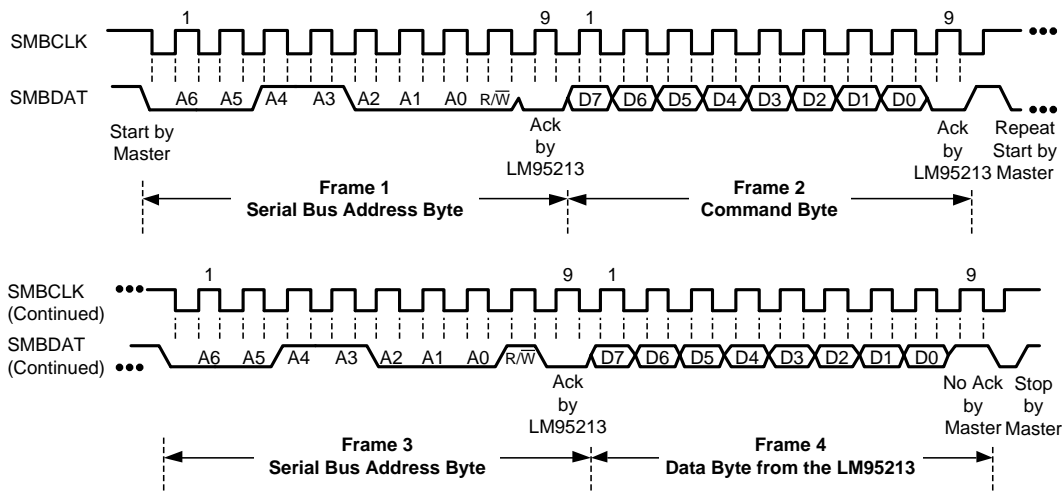 1 9 1 9
SMBCLK
SMBDAT
A6 A5 A4 A3 A2 A1 A0 R/W̅ D7 D6 D5 D4 D3 D2 D1 D0
Start by
Master
Ack
by
LM95213
Ack
by
LM95213
Repeat
Start by
Master
Frame 1
Serial Bus Address Byte
Frame 2
Command Byte
1 9 1 9
SMBCLK
(Continued)
SMBDAT
(Continued)
A6 A5 A4 A3 A2 A1 A0 R/W̅ D7 D6 D5 D4 D3 D2 D1 D0
Ack
by
LM95213
No Ack
by
Master
Stop
by
Master
Frame 3
Serial Bus Address Byte
Frame 4
Data Byte from the LM95213